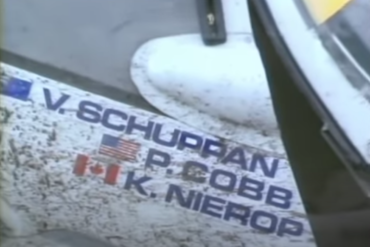 V. SCHUPPAN
P. COBB
K. NIEROP